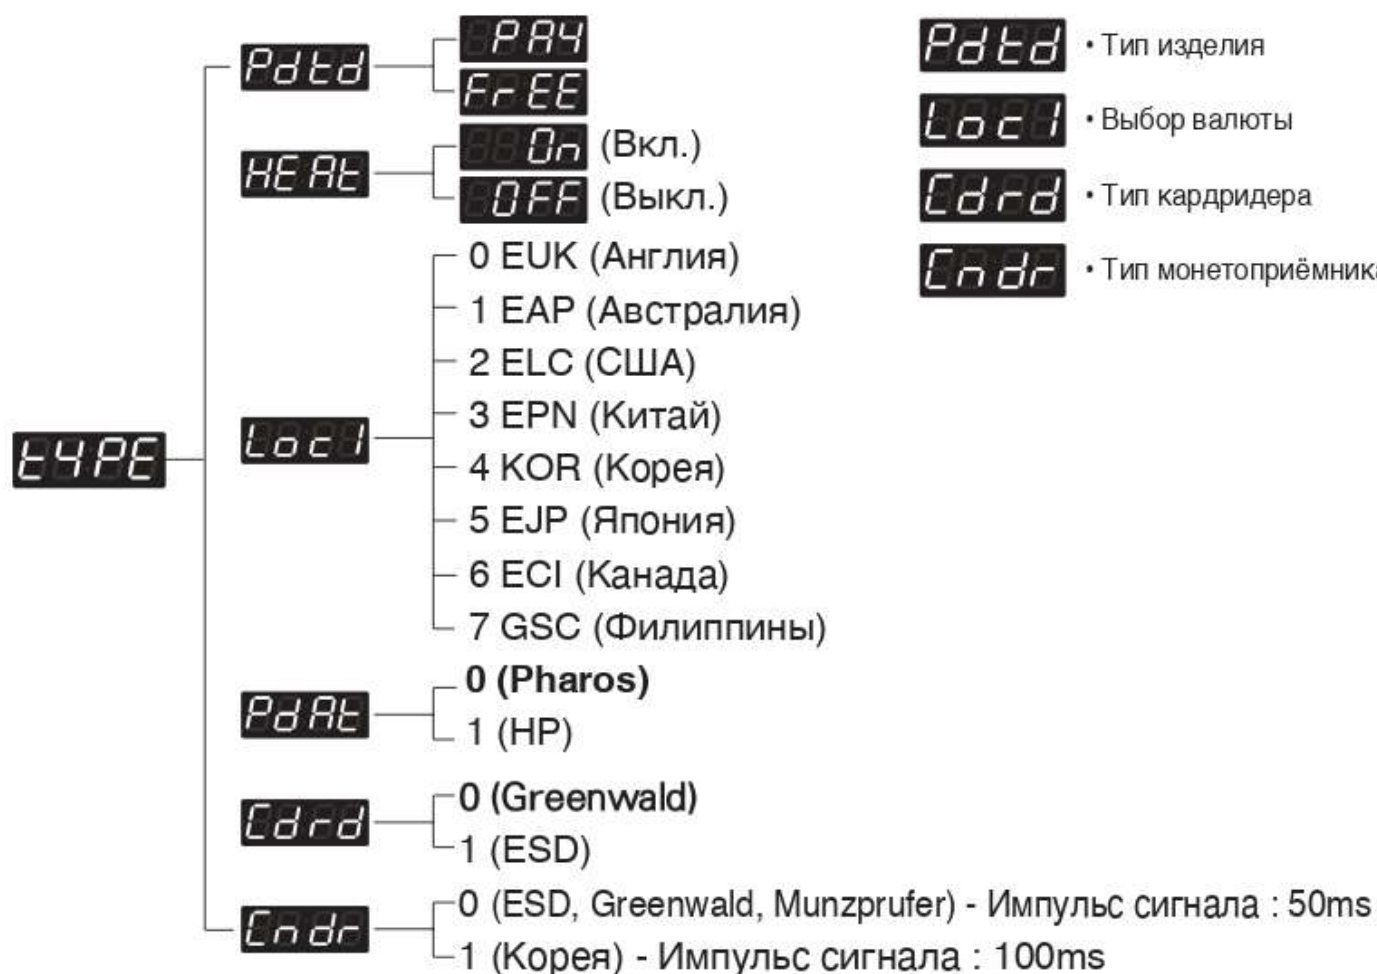 tYPE
Pdtd
PAY
FrEE
HEAt
On (Вкл.)
OFF (Выкл.)
Loc1
0 EUK (Англия)
1 EAP (Австралия)
2 ELC (США)
3 EPN (Китай)
4 KOR (Корея)
5 EJP (Япония)
6 ECI (Канада)
7 GSC (Филиппины)
PdAt
0 (Pharos)
1 (HP)
Cdrd
0 (Greenwald)
1 (ESD)
Cndr
0 (ESD, Greenwald, Munzprufer) - Импульс сигнала : 50ms
1 (Корея) - Импульс сигнала : 100ms
Pdtd • Тип изделия
Loc1 • Выбор валюты
Cdrd • Тип кардридера
Cndr • Тип монетоприёмника